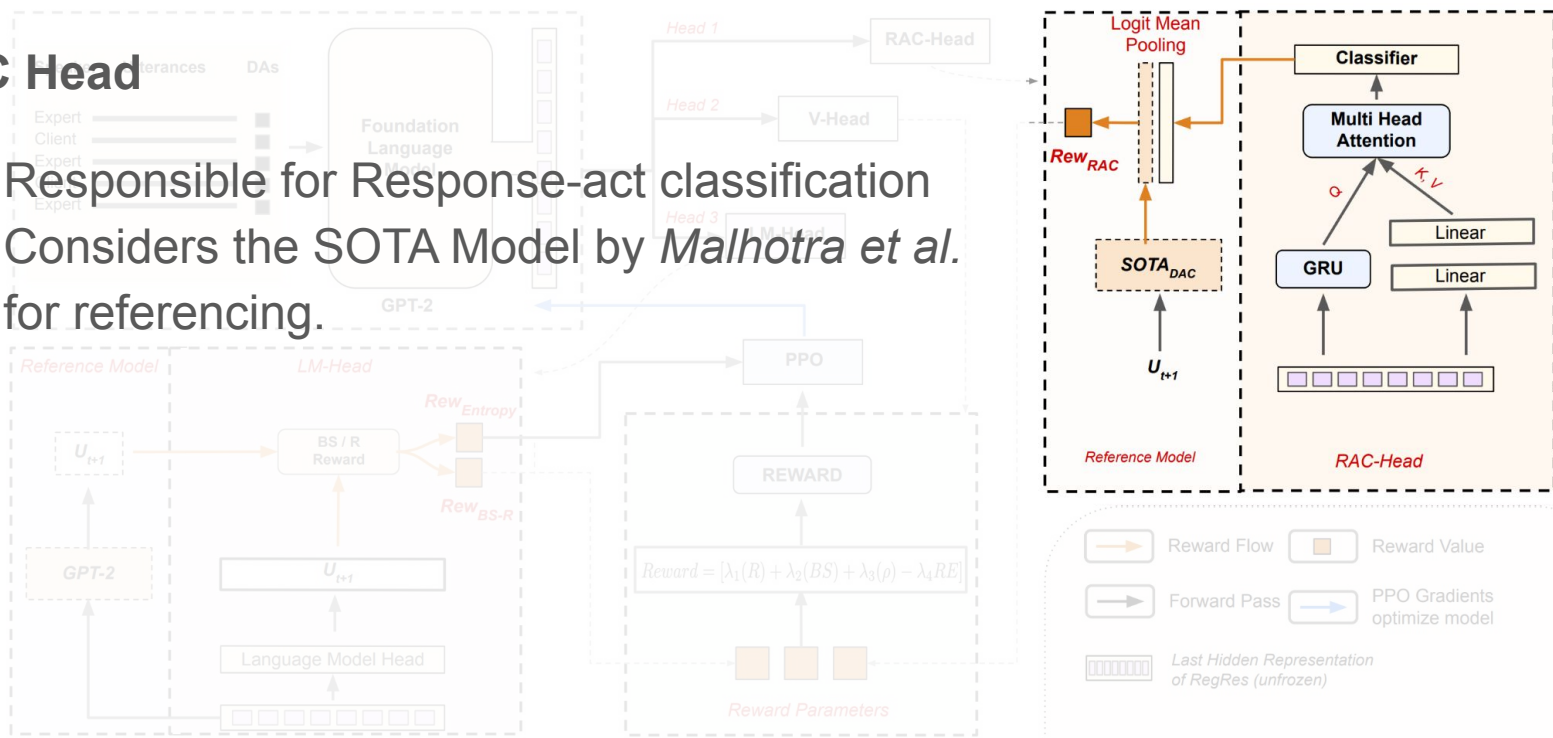 C Head
Responsible for Response-act classification
Considers the SOTA Model by Malhotra et al.
for referencing.
Utterances
DAs
Expert
Client
Expert
Expert
Foundation
Language
Model
GPT-2
Head 1
RAC-Head
Head 2
V-Head
Head 3
LM-Head
Logit Mean
Pooling
Rew_RAC
SOTA_DAC
U_t+1
Reference Model
Classifier
Multi Head
Attention
Q
K, V
GRU
Linear
Linear
RAC-Head
Reference Model
LM-Head
U_t+1
GPT-2
BS / R
Reward
Rew_Entropy
Rew_BS-R
U_t+1
Language Model Head
PPO
REWARD
Reward = [λ₁(R) + λ₂(BS) + λ₃(ρ) − λ₄RE]
Reward Parameters
Reward Flow
Reward Value
Forward Pass
PPO Gradients
optimize model
Last Hidden Representation
of RegRes (unfrozen)